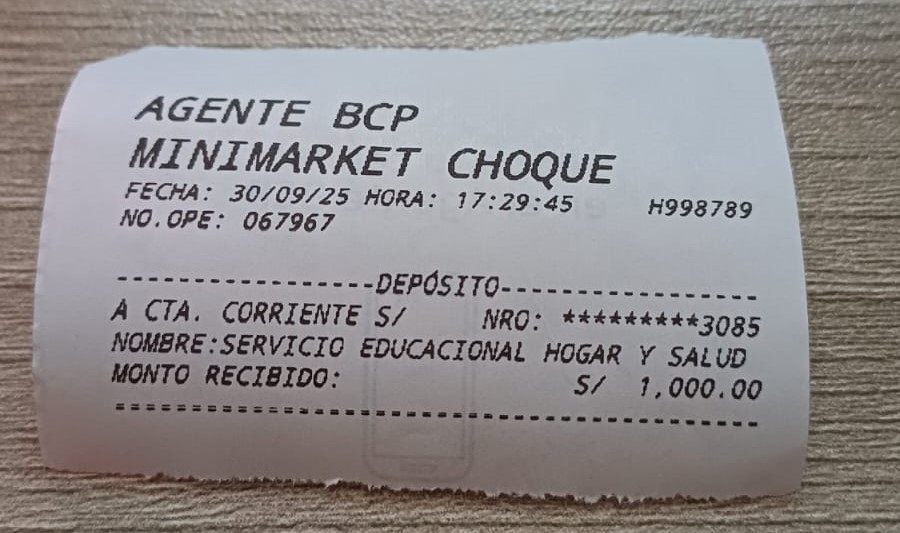 AGENTE BCP
MINIMARKET CHOQUE
FECHA: 30/09/25 HORA: 17:29:45 H998789
NO.OPE: 067967
------------------DEPÓSITO------------------
A CTA. CORRIENTE S/ NRO: *********3085
NOMBRE:SERVICIO EDUCACIONAL HOGAR Y SALUD
MONTO RECIBIDO: S/ 1,000.00
============================================